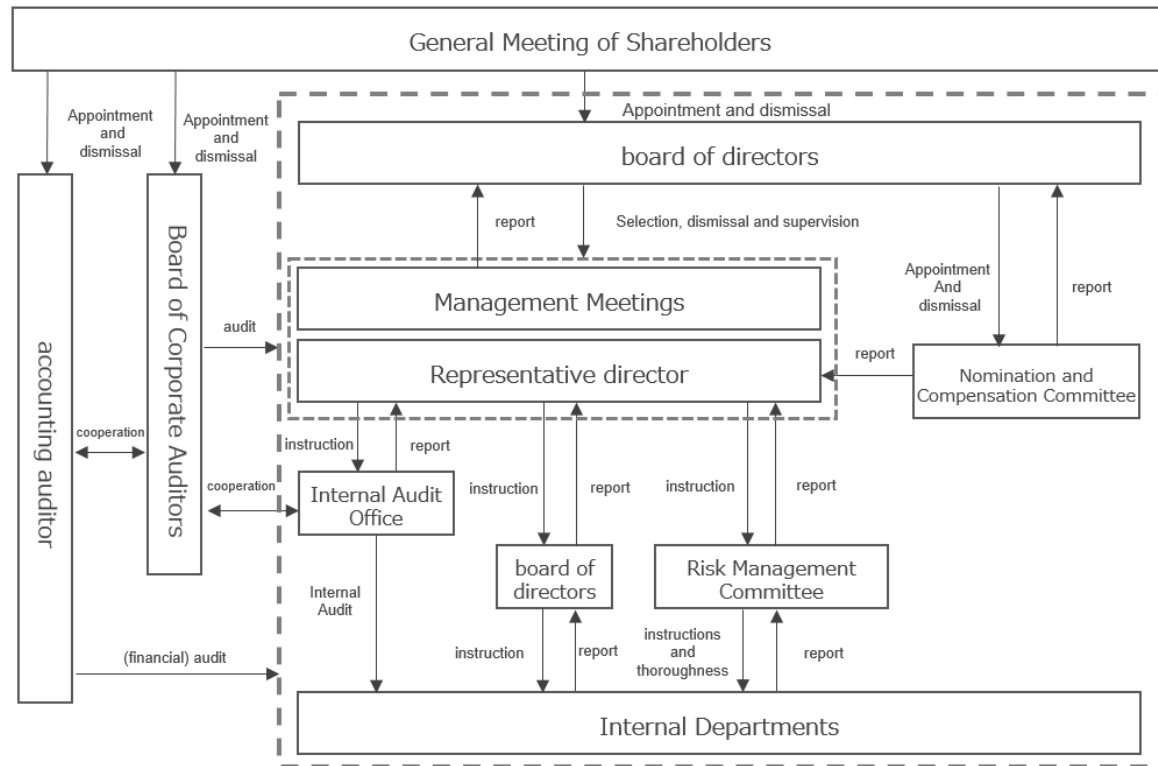 General Meeting of Shareholders
Appointment
and
dismissal
Appointment
and
dismissal
Appointment and dismissal
board of directors
report
Selection, dismissal and supervision
Appointment
And
dismissal
report
Management Meetings
Representative director
report
Nomination and
Compensation Committee
accounting auditor
Board of Corporate Auditors
audit
cooperation
cooperation
instruction
report
Internal Audit
Office
instruction
report
instruction
report
board of
directors
Risk Management
Committee
Internal
Audit
instruction
report
instructions
and
thoroughness
report
(financial) audit
Internal Departments